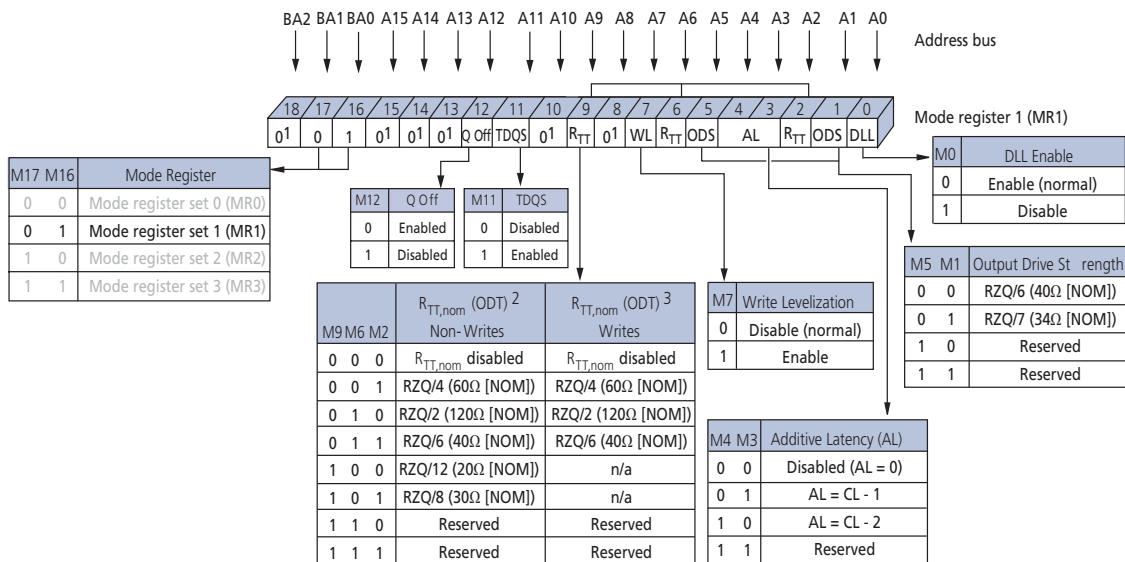 BA2 BA1 BA0 A15 A14 A13 A12 A11 A10 A9 A8 A7 A6 A5 A4 A3 A2 A1 A0
Address bus
18 17 16 15 14 13 12 11 10 9 8 7 6 5 4 3 2 1 0
0¹ 0 1 0¹ 0¹ 0¹ Q Off TDQS 0¹ R_TT 0¹ WL R_TT ODS AL R_TT ODS DLL
Mode register 1 (MR1)
M17 M16 Mode Register
0 0 Mode register set 0 (MR0)
0 1 Mode register set 1 (MR1)
1 0 Mode register set 2 (MR2)
1 1 Mode register set 3 (MR3)
M12 Q Off
0 Enabled
1 Disabled
M11 TDQS
0 Disabled
1 Enabled
M0 DLL Enable
0 Enable (normal)
1 Disable
M5 M1 Output Drive St rength
0 0 RZQ/6 (40Ω [NOM])
0 1 RZQ/7 (34Ω [NOM])
1 0 Reserved
1 1 Reserved
M9 M6 M2 R_TT,nom (ODT) ² Non-Writes R_TT,nom (ODT) ³ Writes
0 0 0 R_TT,nom disabled R_TT,nom disabled
0 0 1 RZQ/4 (60Ω [NOM]) RZQ/4 (60Ω [NOM])
0 1 0 RZQ/2 (120Ω [NOM]) RZQ/2 (120Ω [NOM])
0 1 1 RZQ/6 (40Ω [NOM]) RZQ/6 (40Ω [NOM])
1 0 0 RZQ/12 (20Ω [NOM]) n/a
1 0 1 RZQ/8 (30Ω [NOM]) n/a
1 1 0 Reserved Reserved
1 1 1 Reserved Reserved
M7 Write Levelization
0 Disable (normal)
1 Enable
M4 M3 Additive Latency (AL)
0 0 Disabled (AL = 0)
0 1 AL = CL - 1
1 0 AL = CL - 2
1 1 Reserved